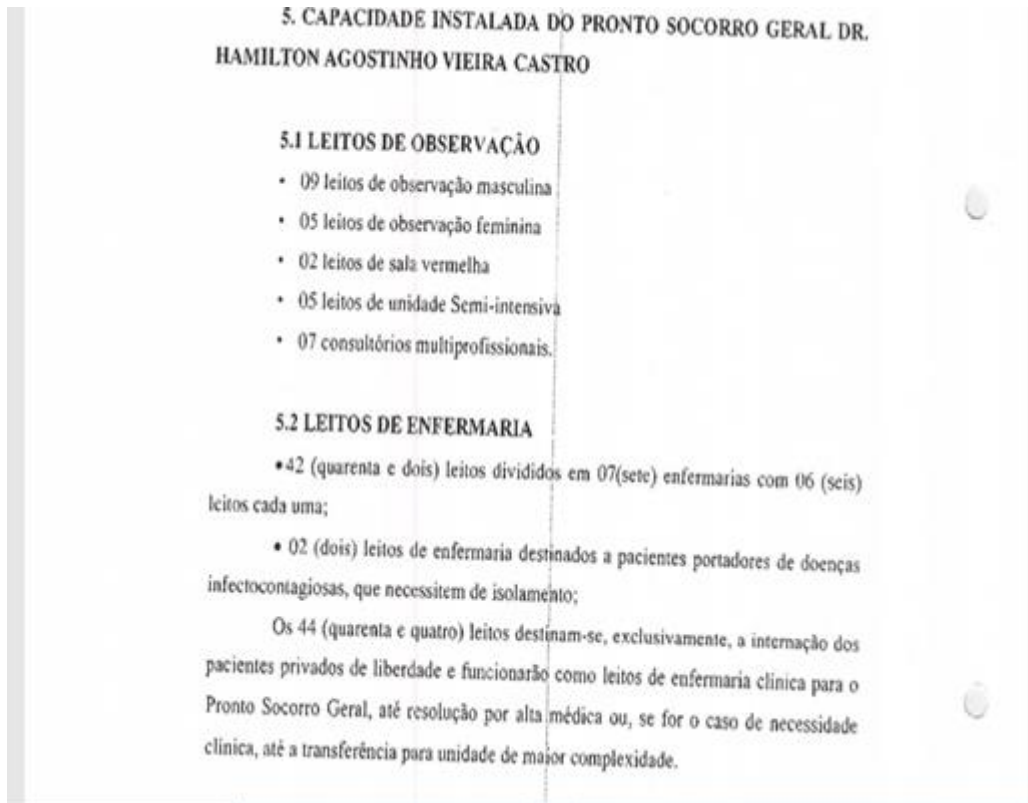 5. CAPACIDADE INSTALADA DO PRONTO SOCORRO GERAL DR.
HAMILTON AGOSTINHO VIEIRA CASTRO
5.1 LEITOS DE OBSERVAÇÃO
• 09 leitos de observação masculina
• 05 leitos de observação feminina
• 02 leitos de sala vermelha
• 05 leitos de unidade Semi-intensiva
• 07 consultórios multiprofissionais.
5.2 LEITOS DE ENFERMARIA
•42 (quarenta e dois) leitos divididos em 07(sete) enfermarias com 06 (seis)
leitos cada uma;
• 02 (dois) leitos de enfermaria destinados a pacientes portadores de doenças
infectocontagiosas, que necessitem de isolamento;
Os 44 (quarenta e quatro) leitos destinam-se, exclusivamente, a internação dos
pacientes privados de liberdade e funcionarão como leitos de enfermaria clinica para o
Pronto Socorro Geral, até resolução por alta médica ou, se for o caso de necessidade
clínica, até a transferência para unidade de maior complexidade.